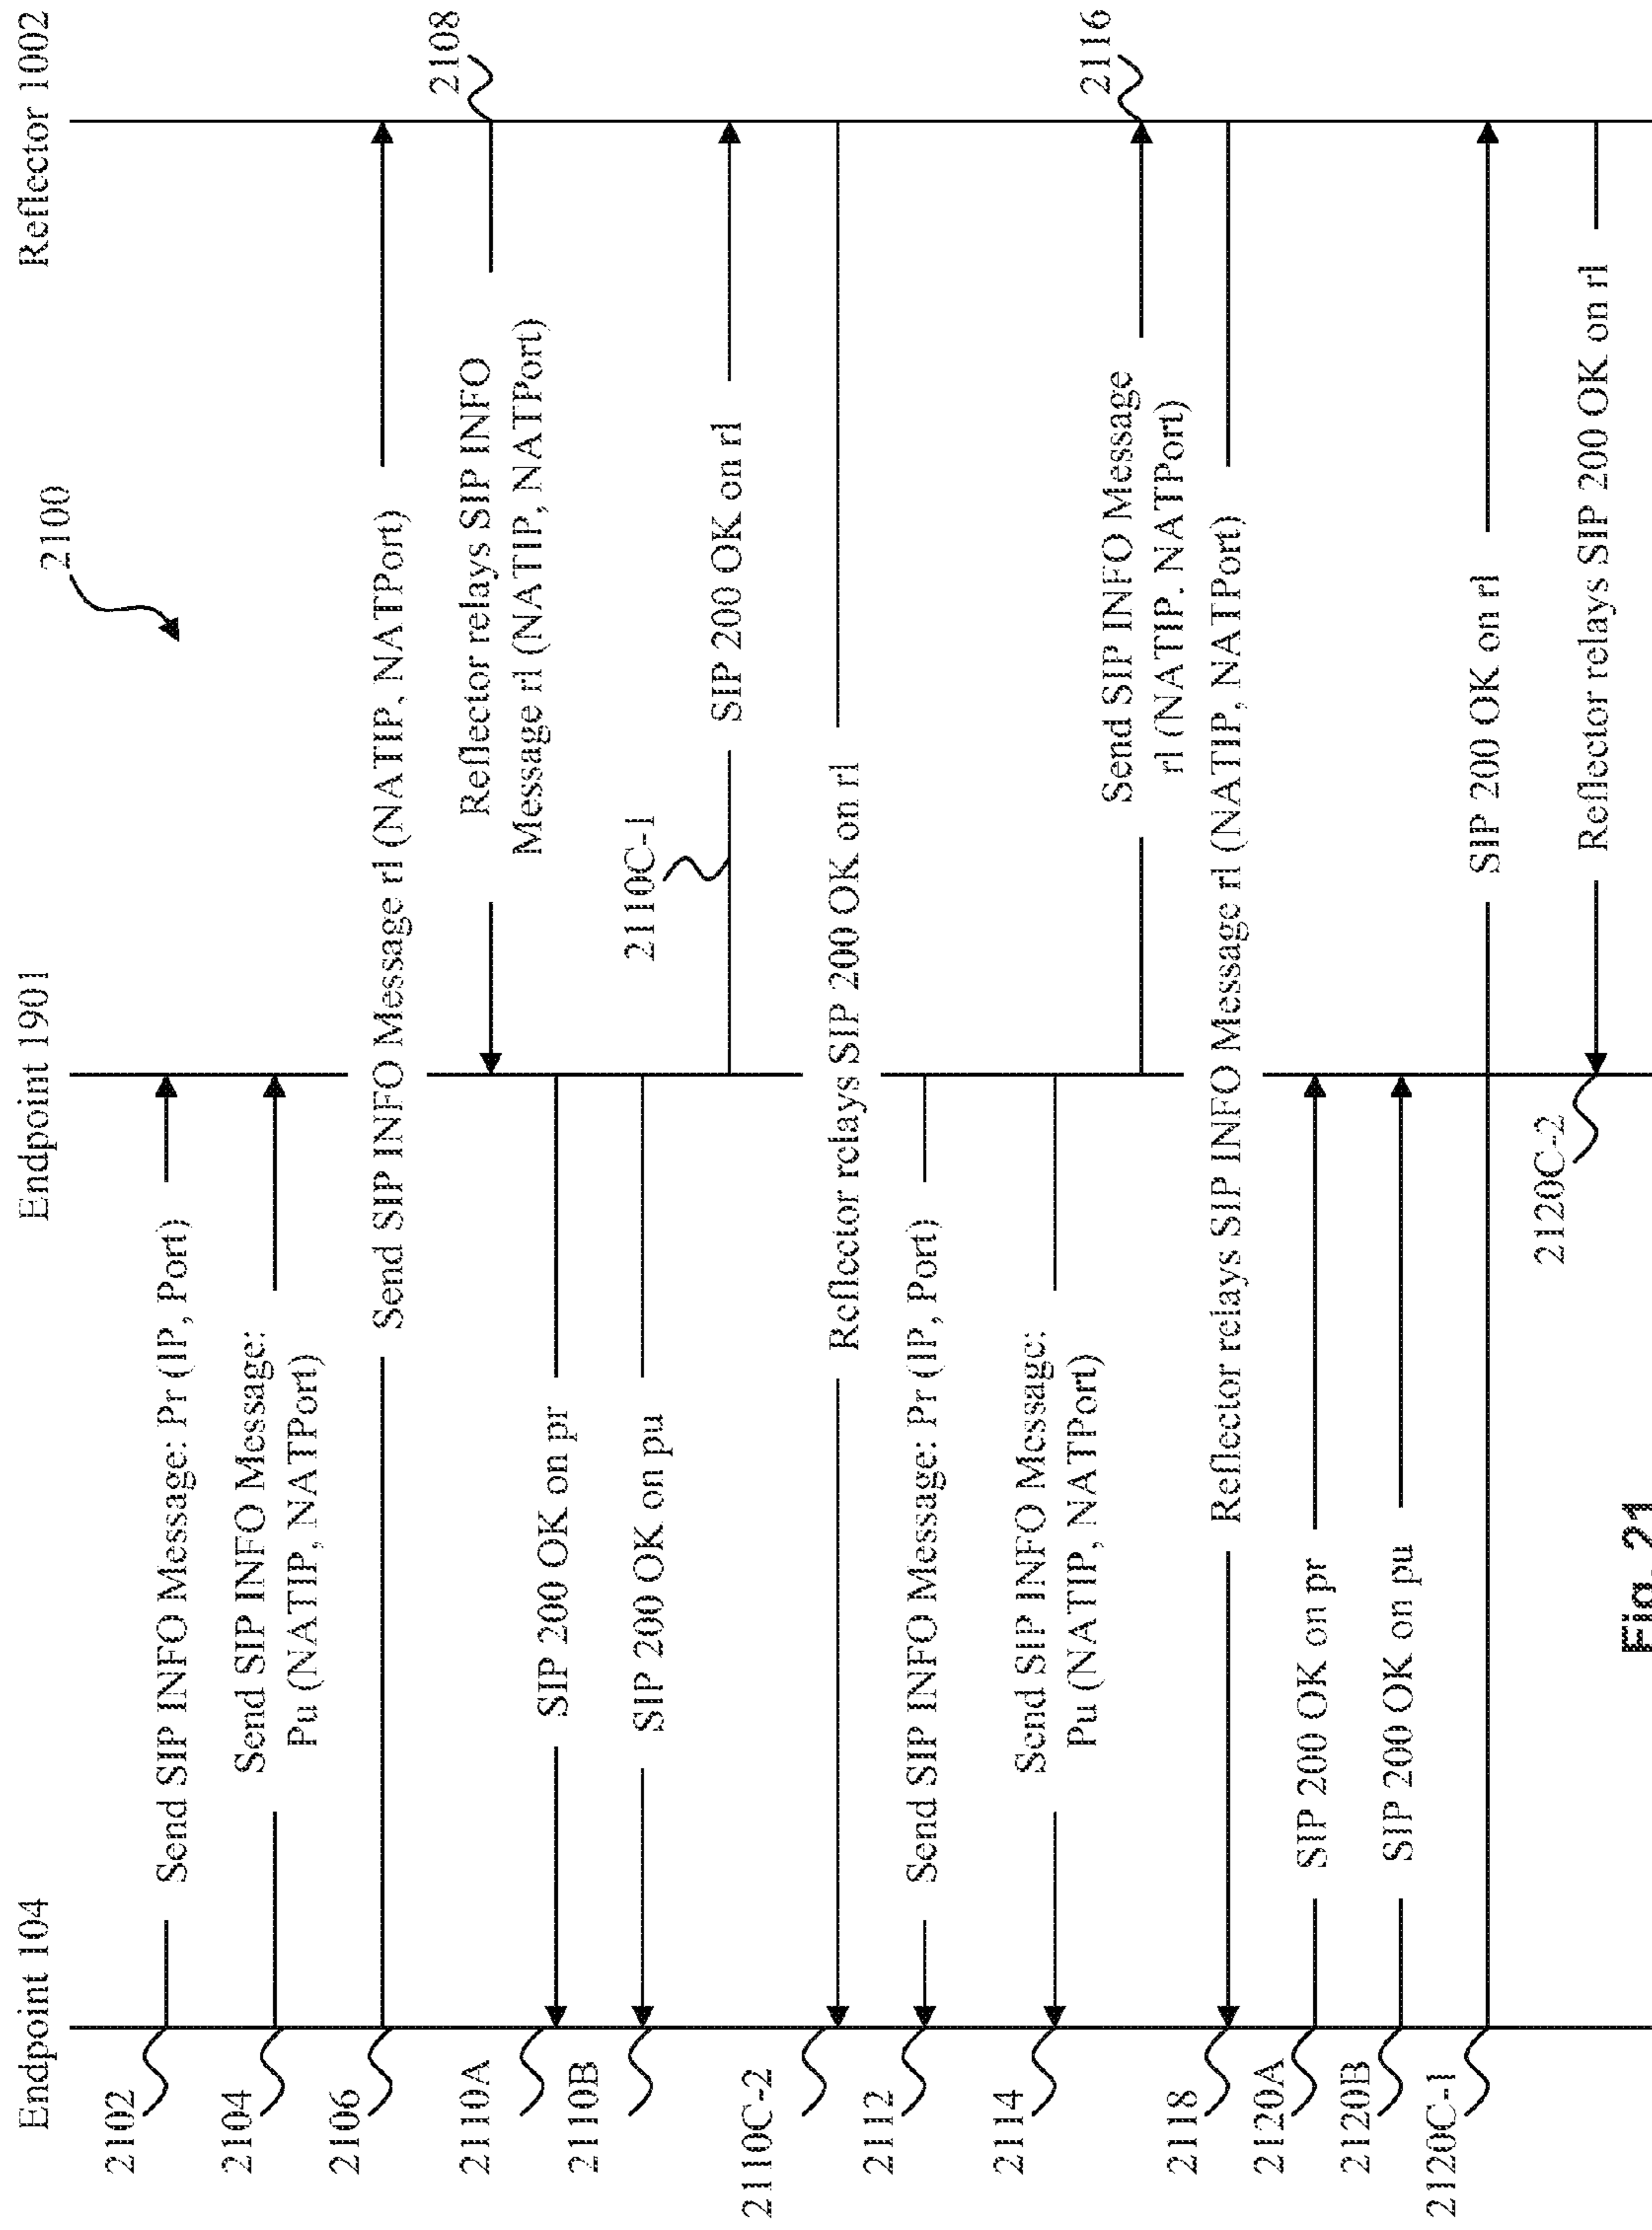 Endpoint 104
Endpoint 1901
Reflector 1002
2100
2102
Send SIP INFO Message: Pr (IP, Port)
2104
Send SIP INFO Message:
Pu (NATIP, NATPort)
2106
Send SIP INFO Message rl (NATIP, NATPort)
2108
Reflector relays SIP INFO
Message rl (NATIP, NATPort)
2110A
SIP 200 OK on pr
2110B
SIP 200 OK on pu
2110C-1
SIP 200 OK on rl
2110C-2
Reflector relays SIP 200 OK on rl
2112
Send SIP INFO Message: Pr (IP, Port)
2114
Send SIP INFO Message:
Pu (NATIP, NATPort)
2116
Send SIP INFO Message
rl (NATIP. NATPort)
2118
Reflector relays SIP INFO Message rl (NATIP, NATPort)
2120A
SIP 200 OK on pr
2120B
SIP 200 OK on pu
2120C-1
SIP 200 OK on rl
2120C-2
Reflector relays SIP 200 OK on rl
Fig. 21